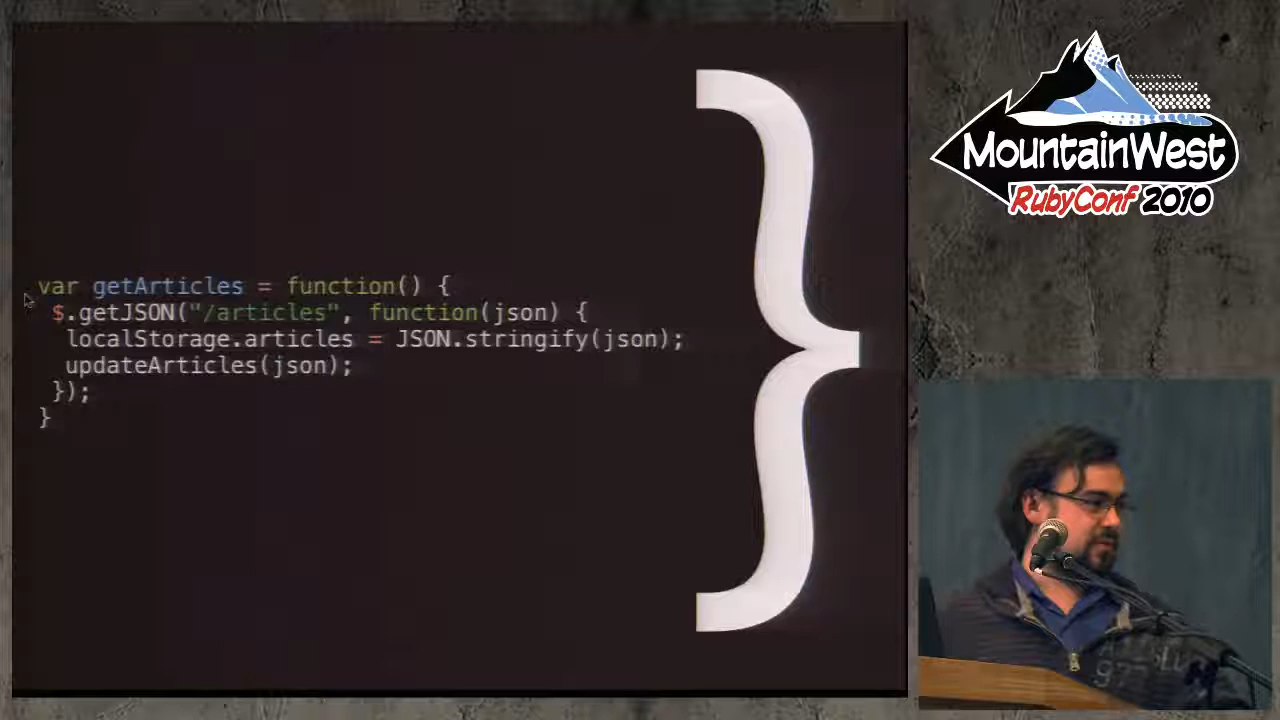 var getArticles = function() {
$.getJSON("/articles", function(json) {
localStorage.articles = JSON.stringify(json);
updateArticles(json);
});
}
}
MountainWest
RubyConf 2010